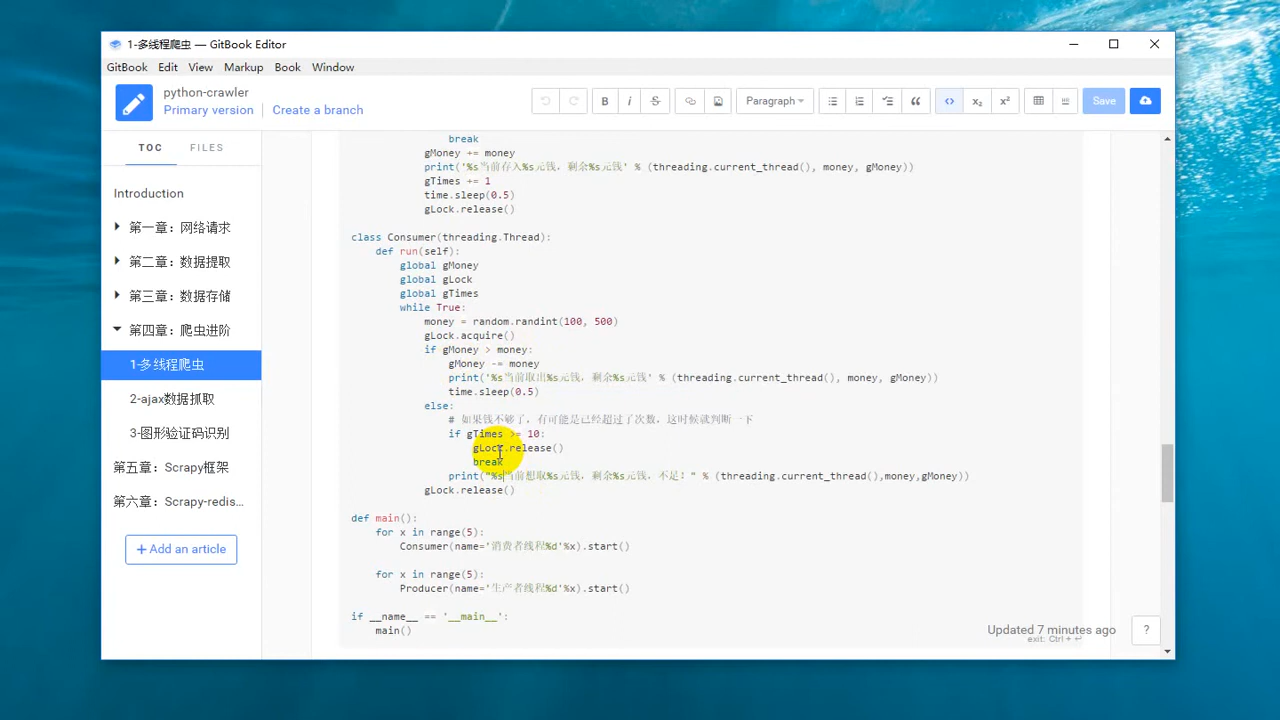 1-多线程爬虫 — GitBook Editor
GitBook Edit View Markup Book Window
python-crawler
Primary version Create a branch
B i S Paragraph x₂ x² Save
TOC FILES
Introduction
第一章：网络请求
第二章：数据提取
第三章：数据存储
第四章：爬虫进阶
1-多线程爬虫
2-ajax数据抓取
3-图形验证码识别
第五章：Scrapy框架
第六章：Scrapy-redis...
+ Add an article
break
gMoney += money
print('%s当前存入%s元钱，剩余%s元钱' % (threading.current_thread(), money, gMoney))
gTimes += 1
time.sleep(0.5)
gLock.release()
class Consumer(threading.Thread):
def run(self):
global gMoney
global gLock
global gTimes
while True:
money = random.randint(100, 500)
gLock.acquire()
if gMoney > money:
gMoney -= money
print('%s当前取出%s元钱，剩余%s元钱' % (threading.current_thread(), money, gMoney))
time.sleep(0.5)
else:
# 如果钱不够了，有可能是已经超过了次数，这时候就判断一下
if gTimes >= 10:
gLock.release()
break
print("%s当前想取%s元钱，剩余%s元钱，不足！" % (threading.current_thread(),money,gMoney))
gLock.release()
def main():
for x in range(5):
Consumer(name='消费者线程%d'%x).start()
for x in range(5):
Producer(name='生产者线程%d'%x).start()
if __name__ == '__main__':
main()
Updated 7 minutes ago
exit: Ctrl + ↵
?